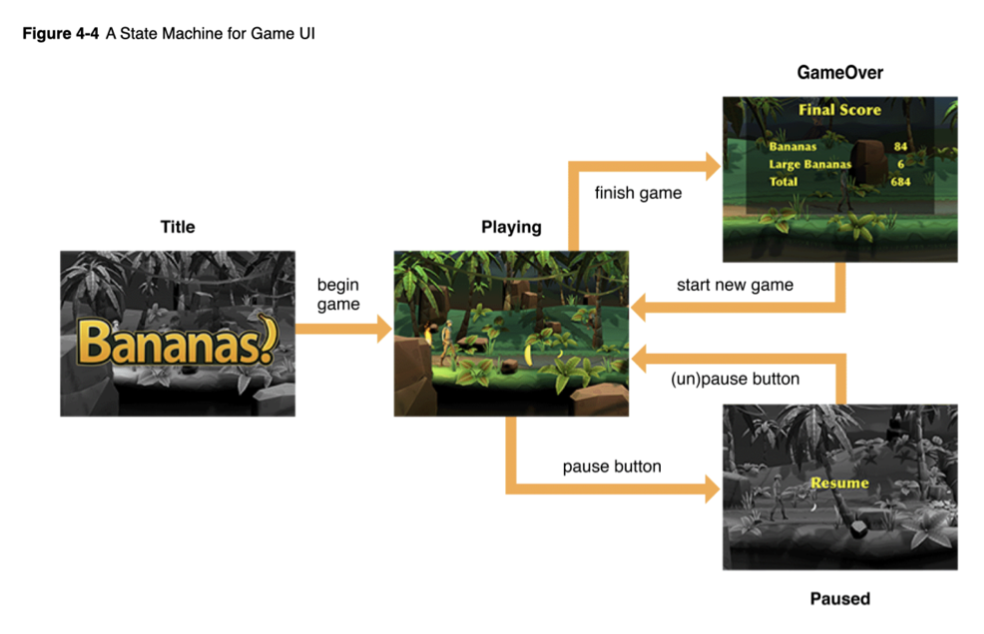 Figure 4-4 A State Machine for Game UI
GameOver
Final Score
Bananas 84
Large Bananas 6
Total 684
finish game
Title
Playing
begin
game
start new game
Bananas!
(un)pause button
pause button
Resume
Paused